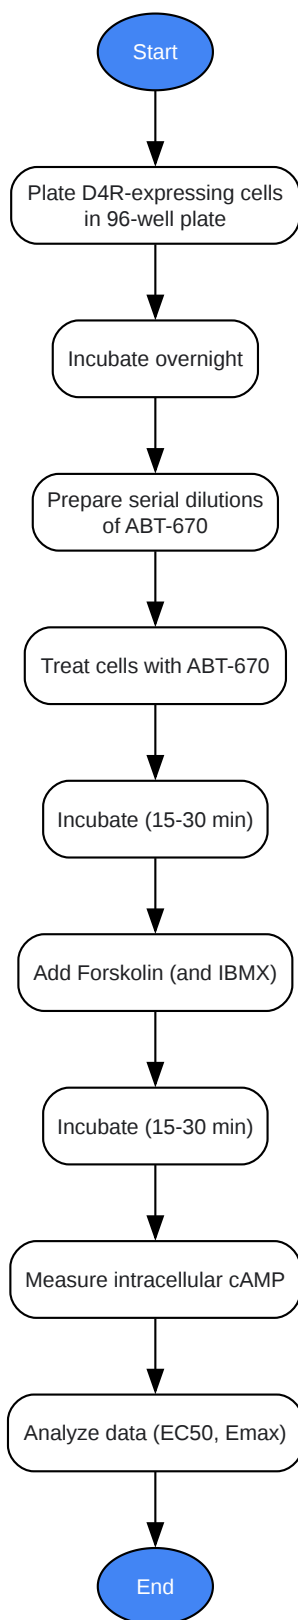 Start
Plate D4R-expressing cells
in 96-well plate
Incubate overnight
Prepare serial dilutions
of ABT-670
Treat cells with ABT-670
Incubate (15-30 min)
Add Forskolin (and IBMX)
Incubate (15-30 min)
Measure intracellular cAMP
Analyze data (EC50, Emax)
End